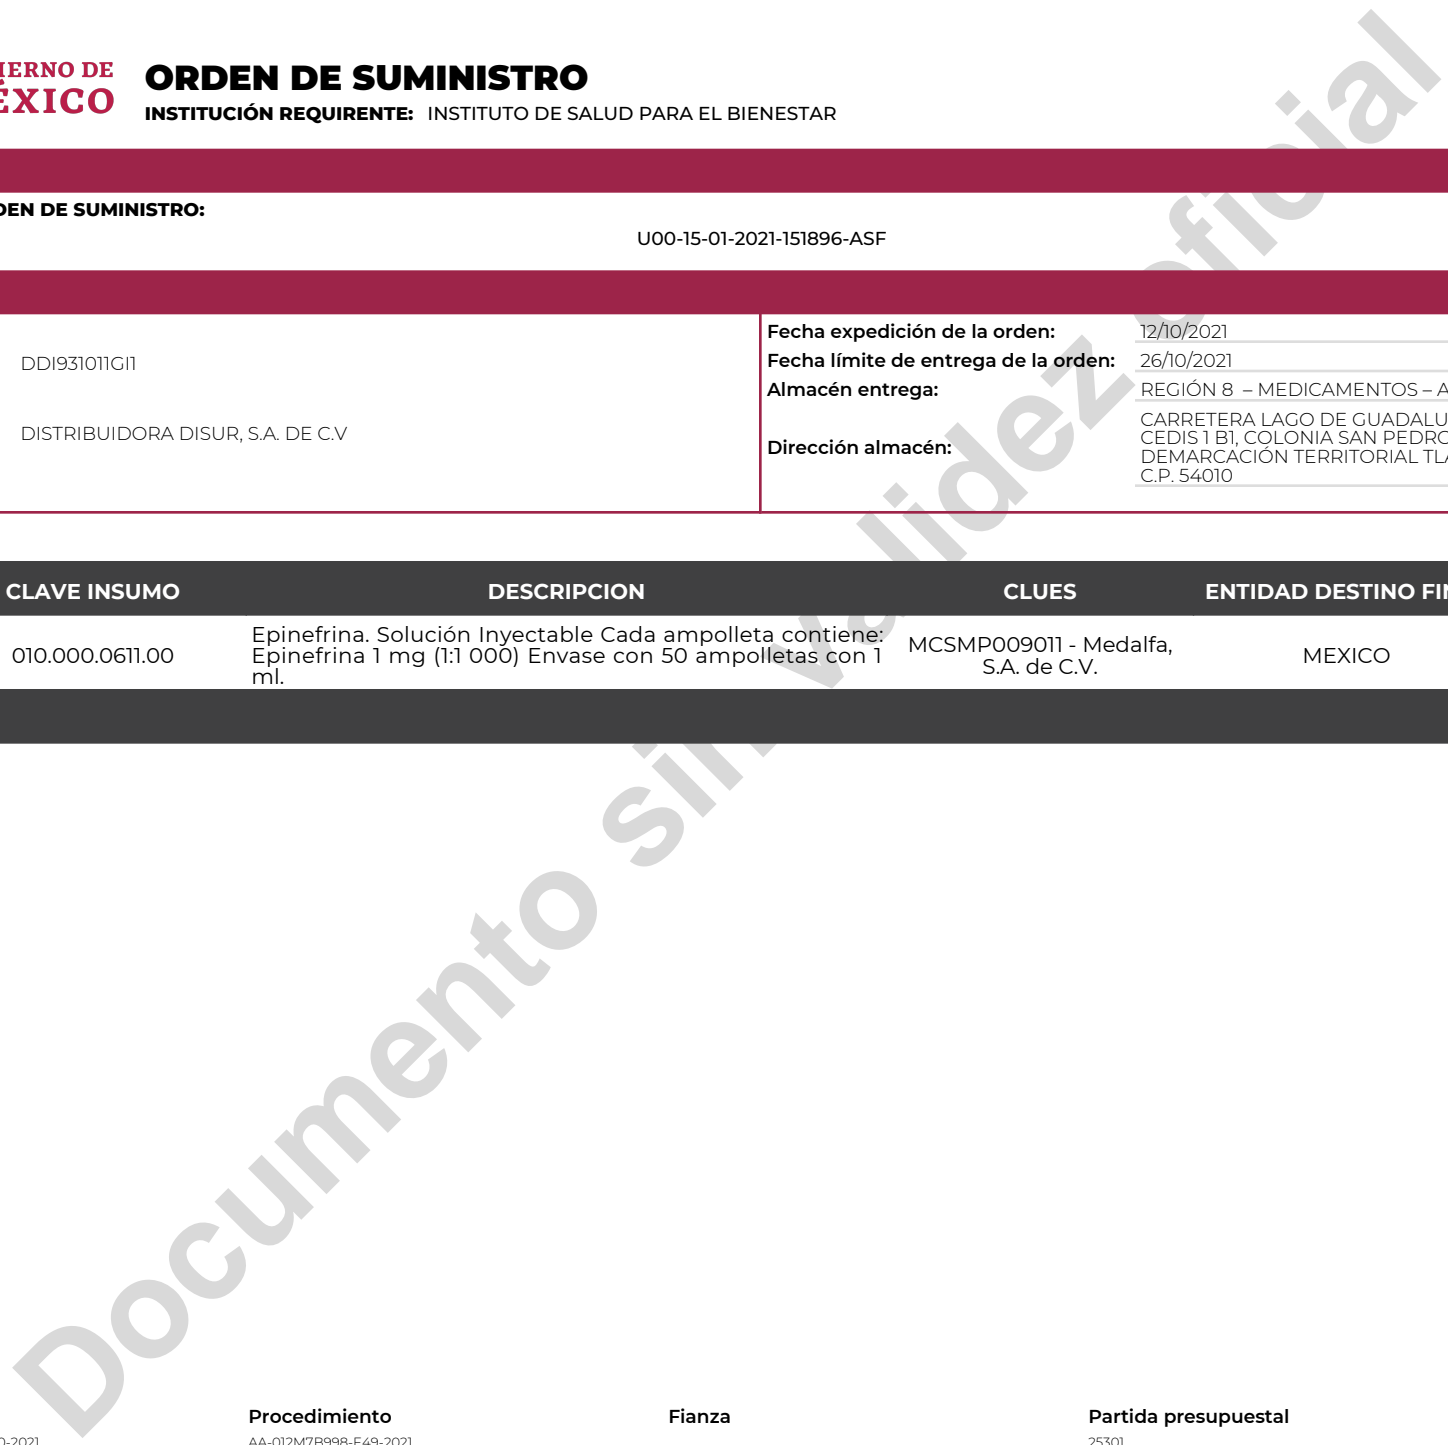 IERNO DE
ÉXICO
ORDEN DE SUMINISTRO
INSTITUCIÓN REQUIRENTE: INSTITUTO DE SALUD PARA EL BIENESTAR
DEN DE SUMINISTRO:
U00-15-01-2021-151896-ASF
DDI931011GI1
DISTRIBUIDORA DISUR, S.A. DE C.V
Fecha expedición de la orden: 12/10/2021
Fecha límite de entrega de la orden: 26/10/2021
Almacén entrega: REGIÓN 8 – MEDICAMENTOS – A
Dirección almacén: CARRETERA LAGO DE GUADALU
CEDIS 1 B1, COLONIA SAN PEDRO
DEMARCACIÓN TERRITORIAL TLA
C.P. 54010
CLAVE INSUMO DESCRIPCION CLUES ENTIDAD DESTINO FIN
010.000.0611.00
Epinefrina. Solución Inyectable Cada ampolleta contiene:
Epinefrina 1 mg (1:1 000) Envase con 50 ampolletas con 1
ml.
MCSMP009011 - Medalfa,
S.A. de C.V.
MEXICO
Documento sin validez oficial
Procedimiento Fianza Partida presupuestal
0-2021 AA-012M7B998-E49-2021 25301